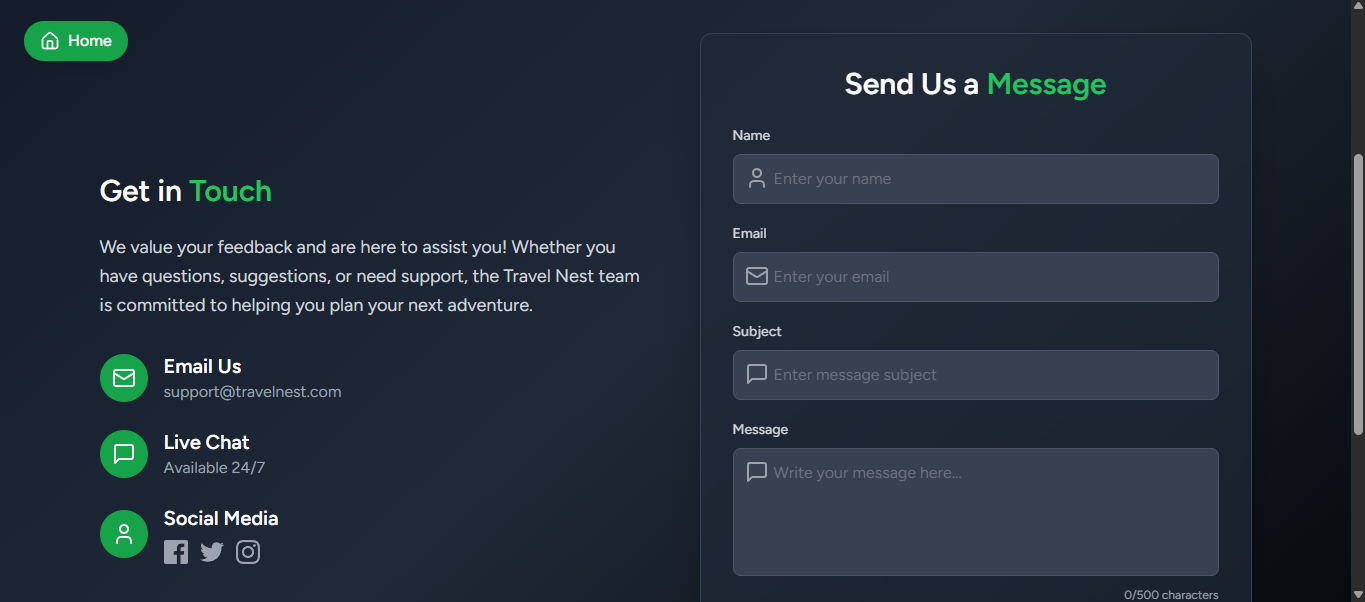 Home
Get in Touch
We value your feedback and are here to assist you! Whether you
have questions, suggestions, or need support, the Travel Nest team
is committed to helping you plan your next adventure.
Email Us
support@travelnest.com
Live Chat
Available 24/7
Social Media
Send Us a Message
Name
Enter your name
Email
Enter your email
Subject
Enter message subject
Message
Write your message here...
0/500 characters